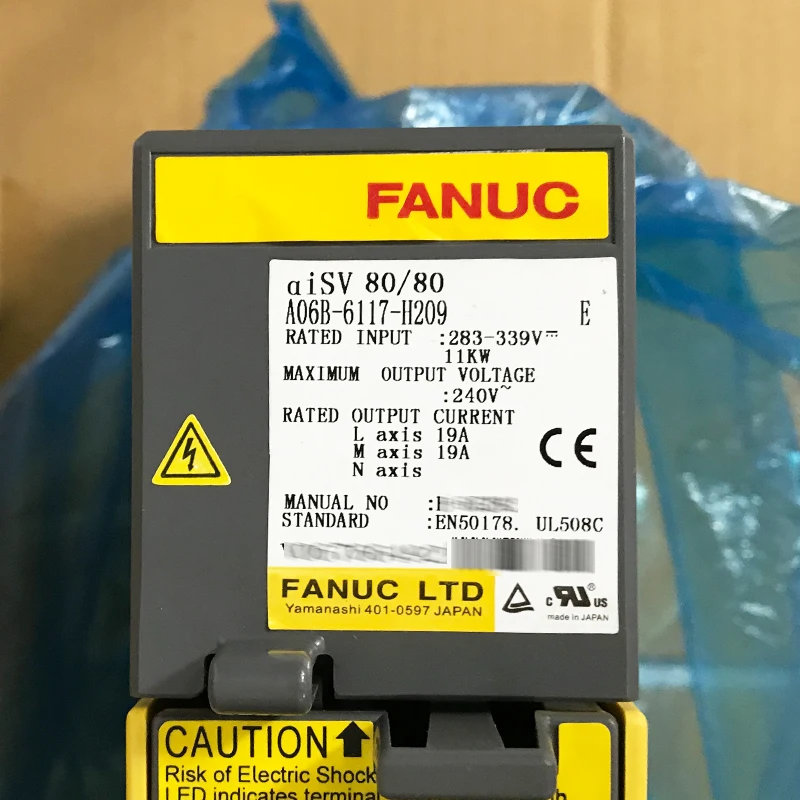 FANUC
αiSV 80/80
A06B-6117-H209 E
RATED INPUT :283-339V⎓
11KW
MAXIMUM OUTPUT VOLTAGE
:240V~
RATED OUTPUT CURRENT
L axis 19A
M axis 19A
N axis
CE
MANUAL NO :
STANDARD :EN50178. UL508C
FANUC LTD
Yamanashi 401-0597 JAPAN
c RU ® US
made in JAPAN
CAUTION
Risk of Electric Shock
LED indicates terminal